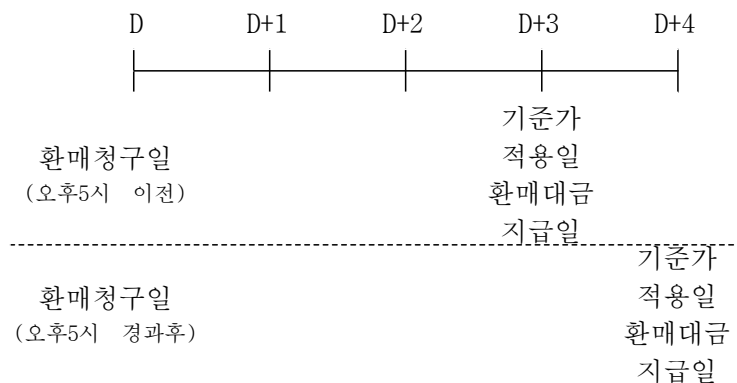 D D+1 D+2 D+3 D+4
기준가
적용일
환매대금
지급일
환매청구일
(오후5시 이전)
기준가
적용일
환매대금
지급일
환매청구일
(오후5시 경과후)